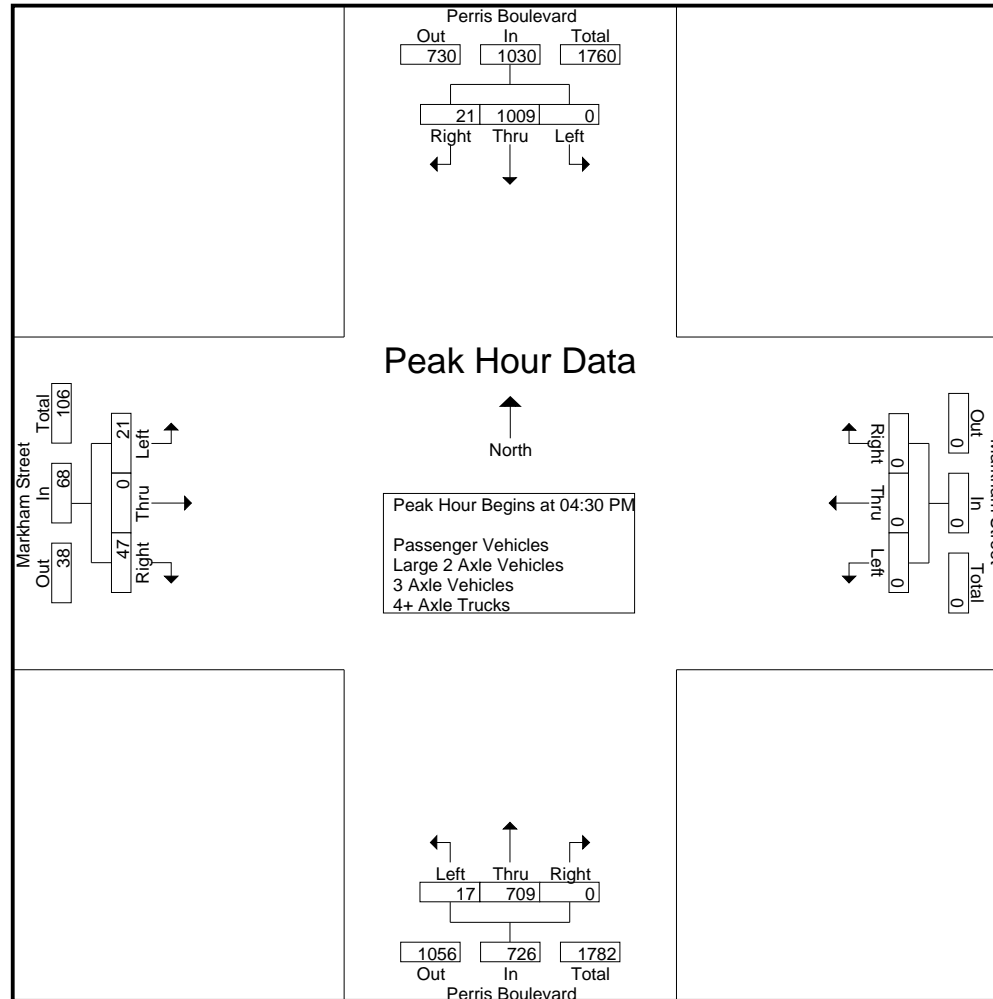 Perris Boulevard
Out In Total
730 1030 1760
21 1009 0
Right Thru Left
Peak Hour Data
North
Peak Hour Begins at 04:30 PM
Passenger Vehicles
Large 2 Axle Vehicles
3 Axle Vehicles
4+ Axle Trucks
Markham Street
Out In Total
38 68 106
Left Thru Right
21 0 47
Out In Total
0 0 0
Right Thru Left
0 0 0
Left Thru Right
17 709 0
1056 726 1782
Out In Total
Perris Boulevard